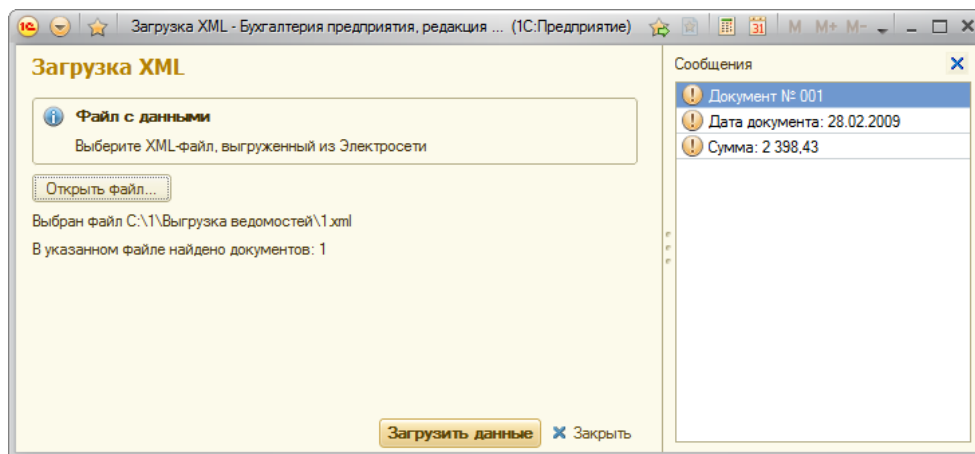 Загрузка XML - Бухгалтерия предприятия, редакция ... (1С:Предприятие)
31 M M+ M-
Загрузка XML
Файл с данными
Выберите XML-файл, выгруженный из Электросети
Открыть файл...
Выбран файл C:\1\Выгрузка ведомостей\1.xml
В указанном файле найдено документов: 1
Загрузить данные
Закрыть
Сообщения
Документ № 001
Дата документа: 28.02.2009
Сумма: 2 398,43